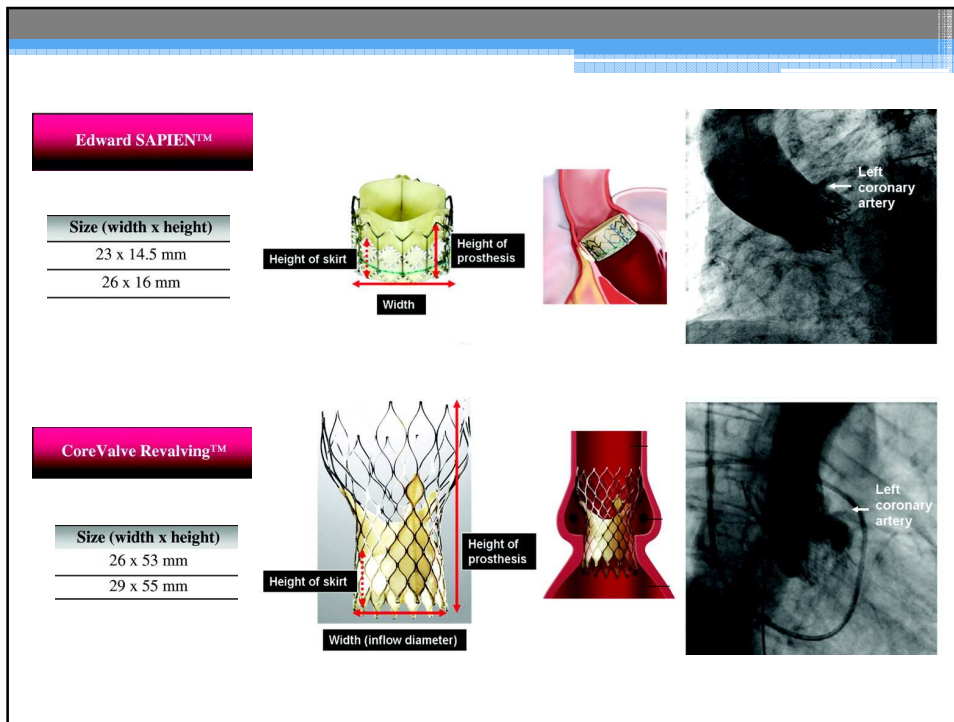 Edward SAPIEN™
Size (width x height)
23 x 14.5 mm
26 x 16 mm
Height of skirt
Height of
prosthesis
Width
Left
coronary
artery
CoreValve Revalving™
Size (width x height)
26 x 53 mm
29 x 55 mm
Height of skirt
Height of
prosthesis
Width (inflow diameter)
Left
coronary
artery